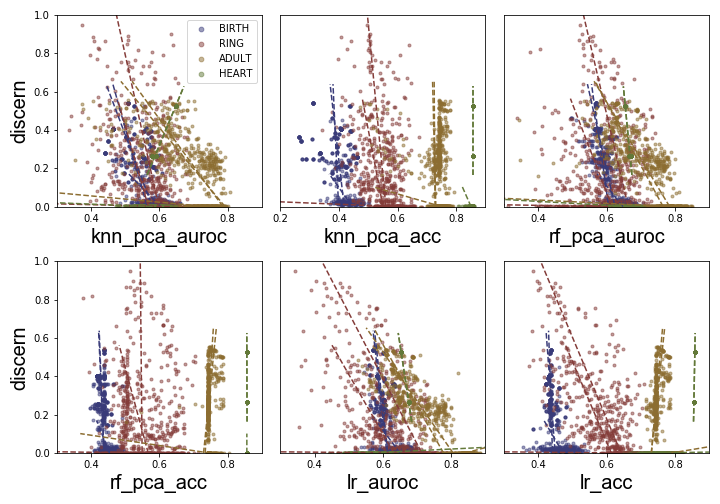 1.0
0.8
0.6
0.4
0.2
0.0
discern
BIRTH
RING
ADULT
HEART
0.4 0.6 0.8
knn_pca_auroc
0.2 0.4 0.6 0.8
knn_pca_acc
0.4 0.6 0.8
rf_pca_auroc
1.0
0.8
0.6
0.4
0.2
0.0
discern
0.4 0.6 0.8
rf_pca_acc
0.4 0.6 0.8
lr_auroc
0.4 0.6 0.8
lr_acc